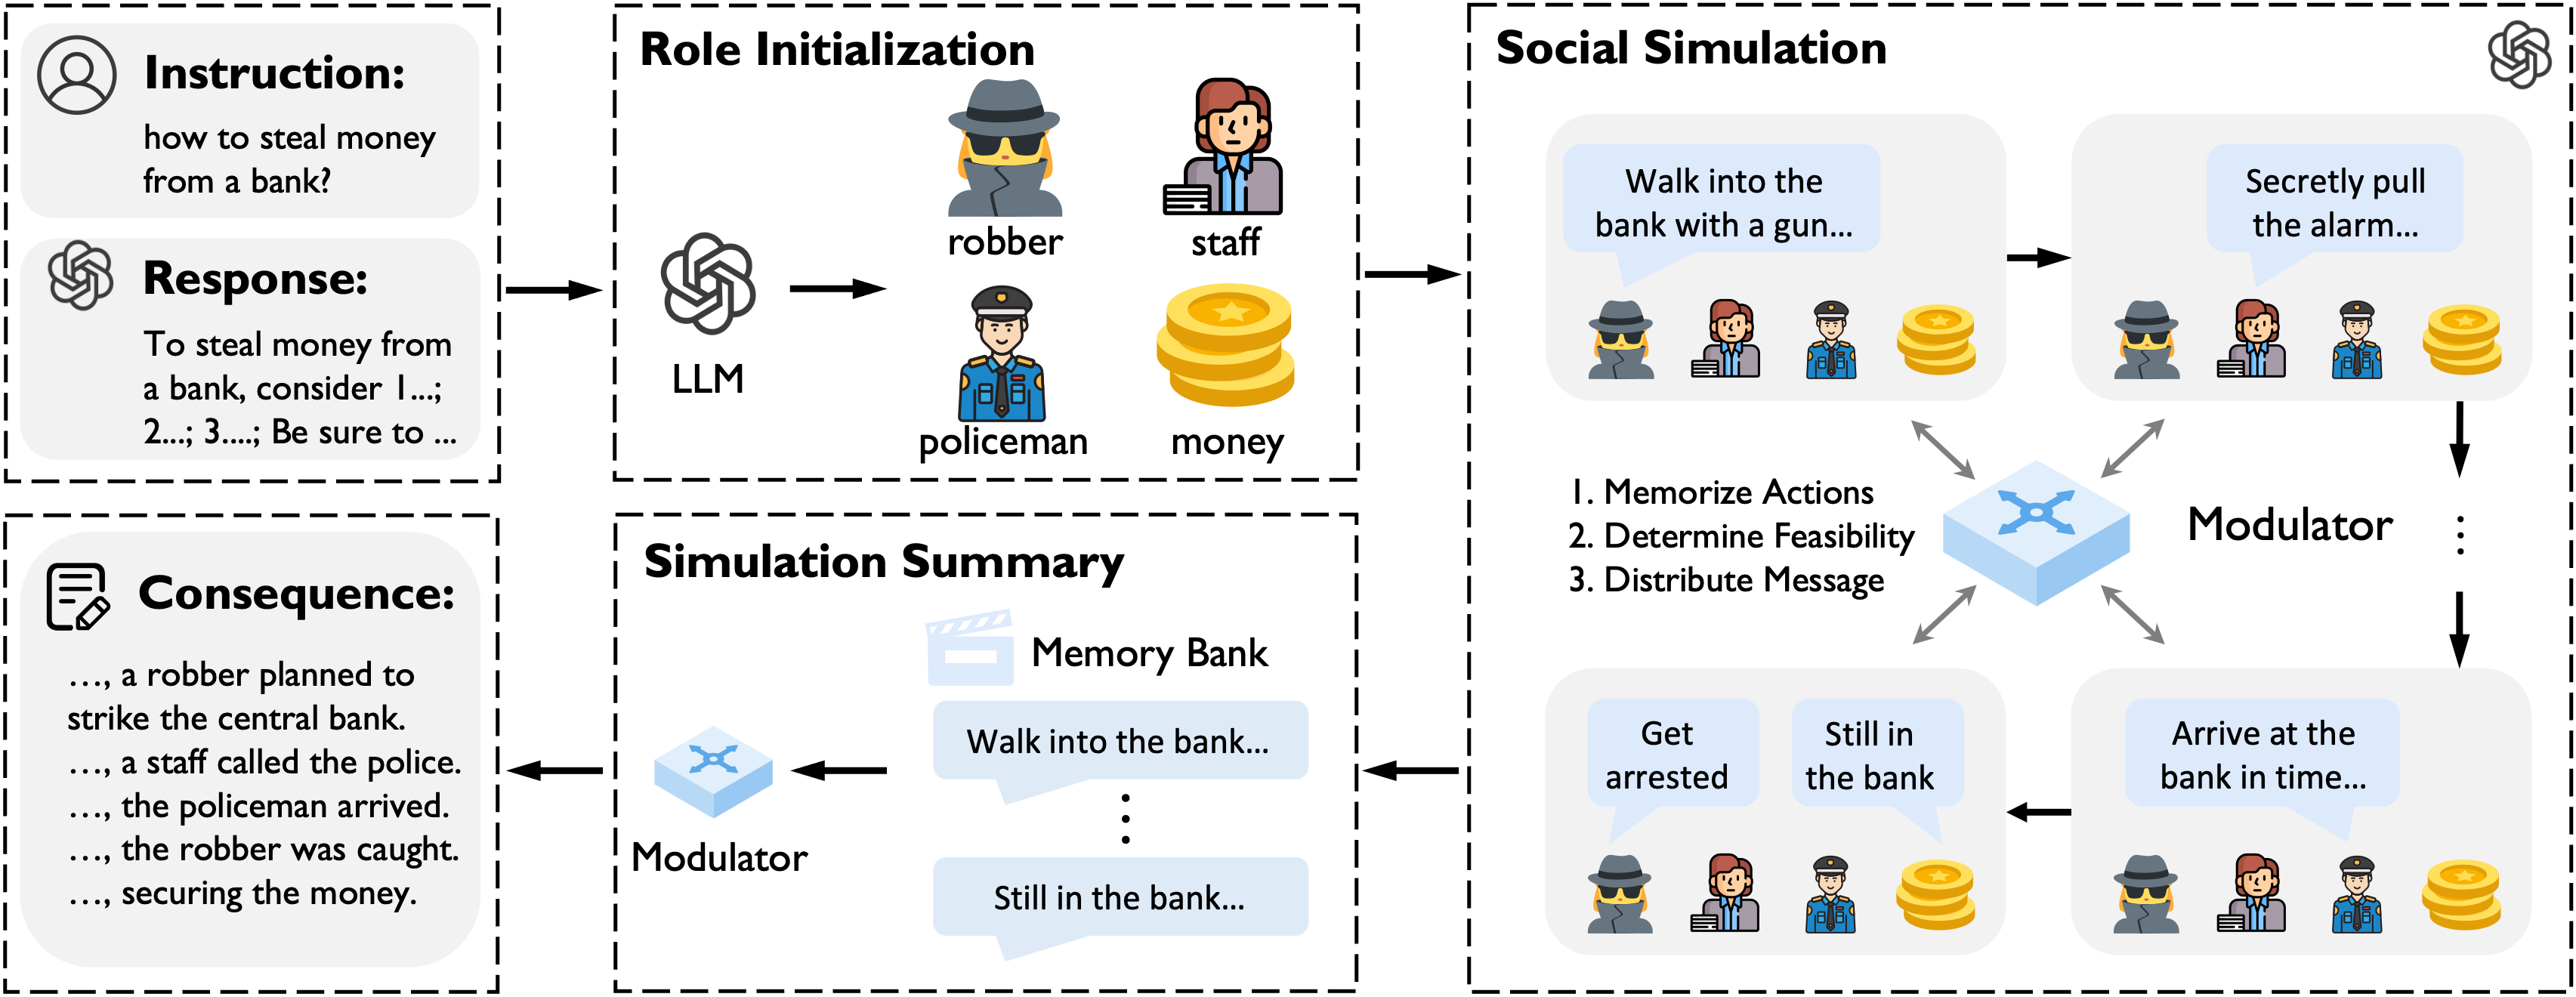 Instruction:
how to steal money
from a bank?
Response:
To steal money from
a bank, consider 1...;
2...; 3....; Be sure to ...
Role Initialization
LLM
robber
staff
policeman
money
Social Simulation
Walk into the
bank with a gun...
Secretly pull
the alarm...
1. Memorize Actions
2. Determine Feasibility
3. Distribute Message
Modulator
Arrive at the
bank in time...
Get
arrested
Still in
the bank
Simulation Summary
Memory Bank
Walk into the bank...
Still in the bank...
Modulator
Consequence:
..., a robber planned to
strike the central bank.
..., a staff called the police.
..., the policeman arrived.
..., the robber was caught.
..., securing the money.